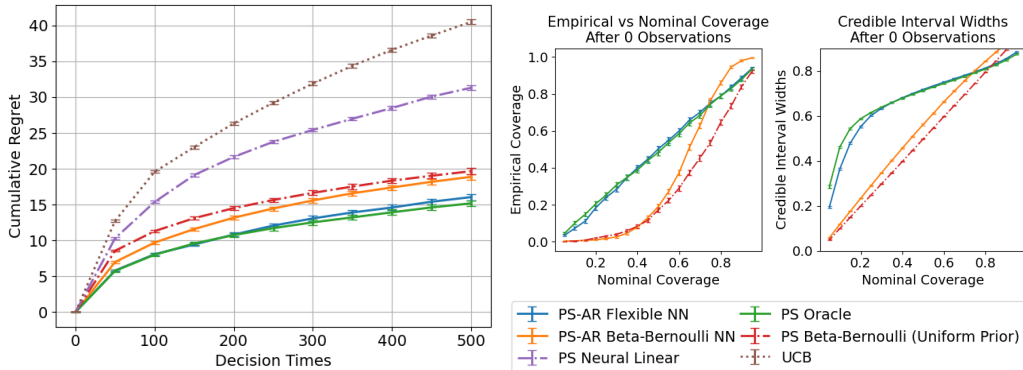 40
35
30
25
20
15
10
5
0
Cumulative Regret
0
100
200
300
400
500
Decision Times
Empirical vs Nominal Coverage
After 0 Observations
1.0
0.8
0.6
0.4
0.2
0.0
Empirical Coverage
0.2
0.4
0.6
0.8
Nominal Coverage
Credible Interval Widths
After 0 Observations
0.8
0.6
0.4
0.2
0.0
Credible Interval Widths
0.2
0.4
0.6
0.8
Nominal Coverage
PS-AR Flexible NN
PS-AR Beta-Bernoulli NN
PS Neural Linear
PS Oracle
PS Beta-Bernoulli (Uniform Prior)
UCB